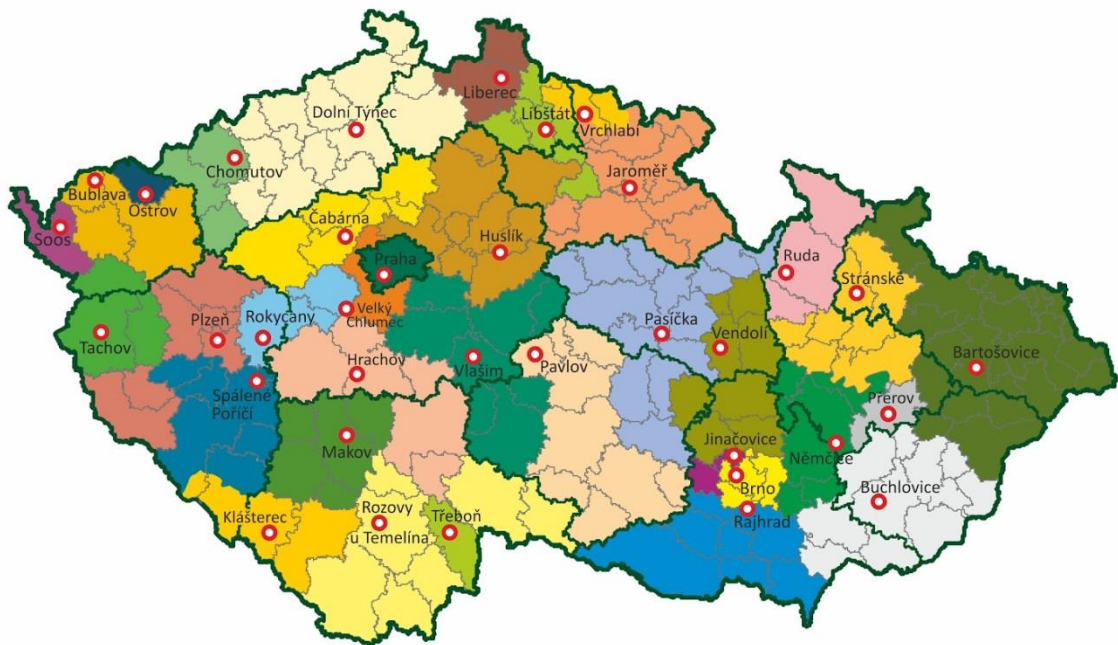 Liberec
Dolní Týnec
Libštát
Vrchlabí
Chomutov
Jaroměř
Bublava
Ostrov
Čabárna
Soos
Huslík
Praha
Ruda
Stránské
Velký
Chlumec
Plzeň
Rokycany
Pasíčka
Vendolí
Tachov
Hrachov
Vlašim
Pavlov
Bartošovice
Spálené
Poříčí
Přerov
Makov
Jinačovice
Němčice
Brno
Buchlovice
Klášterec
Rozovy
u Temelína
Třeboň
Rajhrad